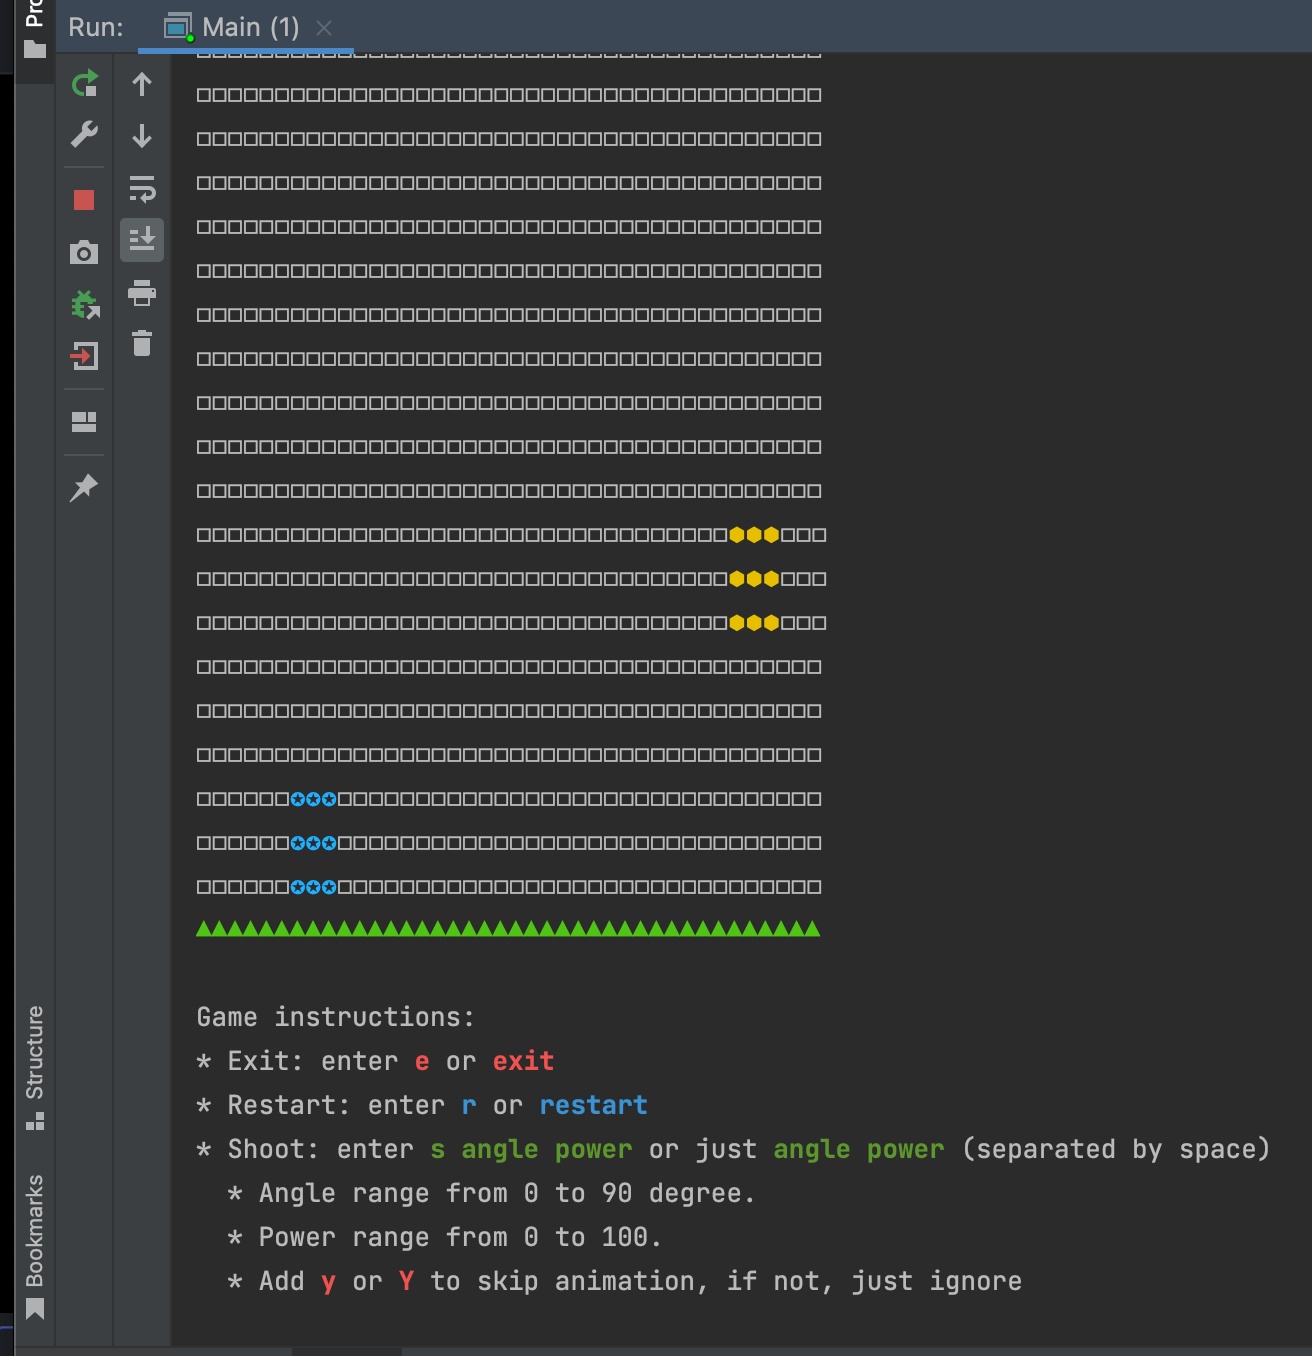 Pro
Run:
Main (1)
Game instructions:
* Exit: enter e or exit
* Restart: enter r or restart
* Shoot: enter s angle power or just angle power (separated by space)
* Angle range from 0 to 90 degree.
* Power range from 0 to 100.
* Add y or Y to skip animation, if not, just ignore
Structure
Bookmarks